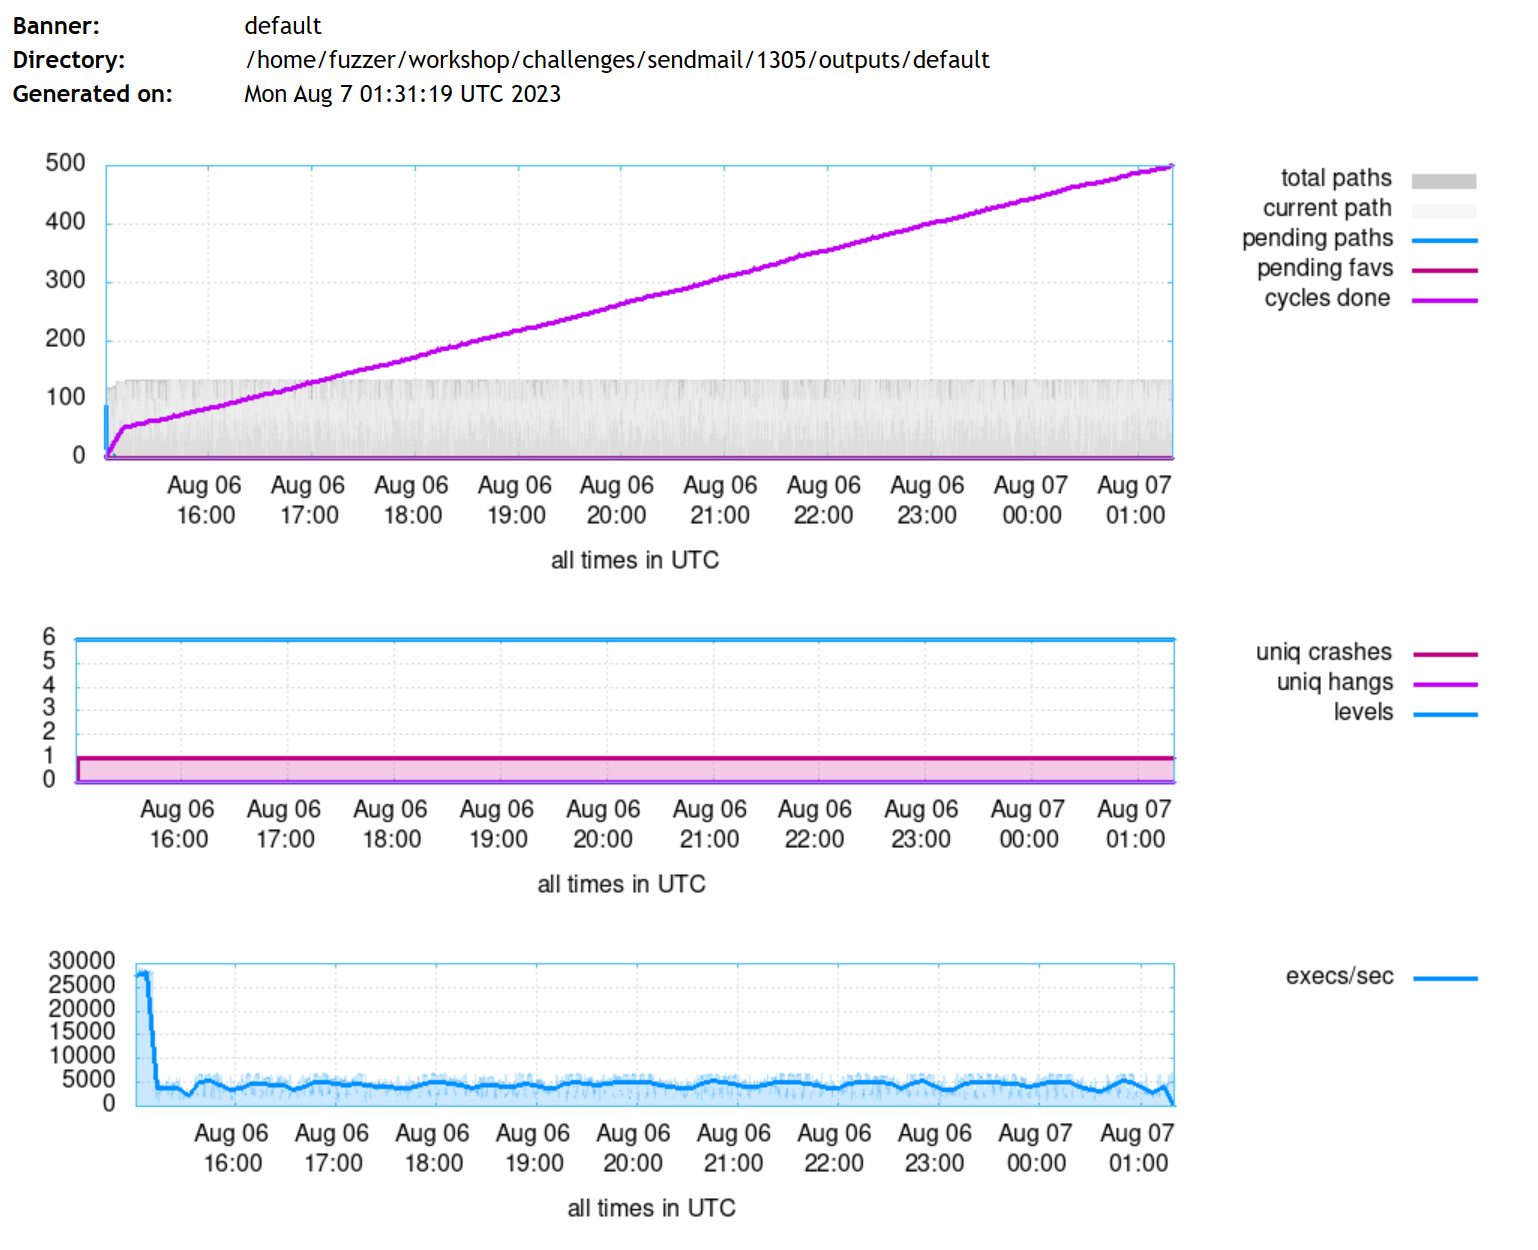 Banner: default
Directory: /home/fuzzer/workshop/challenges/sendmail/1305/outputs/default
Generated on: Mon Aug 7 01:31:19 UTC 2023
500
400
300
200
100
0
total paths
current path
pending paths
pending favs
cycles done
Aug 06 Aug 06 Aug 06 Aug 06 Aug 06 Aug 06 Aug 06 Aug 06 Aug 07 Aug 07
16:00 17:00 18:00 19:00 20:00 21:00 22:00 23:00 00:00 01:00
all times in UTC
6
5
4
3
2
1
0
uniq crashes
uniq hangs
levels
Aug 06 Aug 06 Aug 06 Aug 06 Aug 06 Aug 06 Aug 06 Aug 06 Aug 07 Aug 07
16:00 17:00 18:00 19:00 20:00 21:00 22:00 23:00 00:00 01:00
all times in UTC
30000
25000
20000
15000
10000
5000
0
execs/sec
Aug 06 Aug 06 Aug 06 Aug 06 Aug 06 Aug 06 Aug 06 Aug 06 Aug 07 Aug 07
16:00 17:00 18:00 19:00 20:00 21:00 22:00 23:00 00:00 01:00
all times in UTC